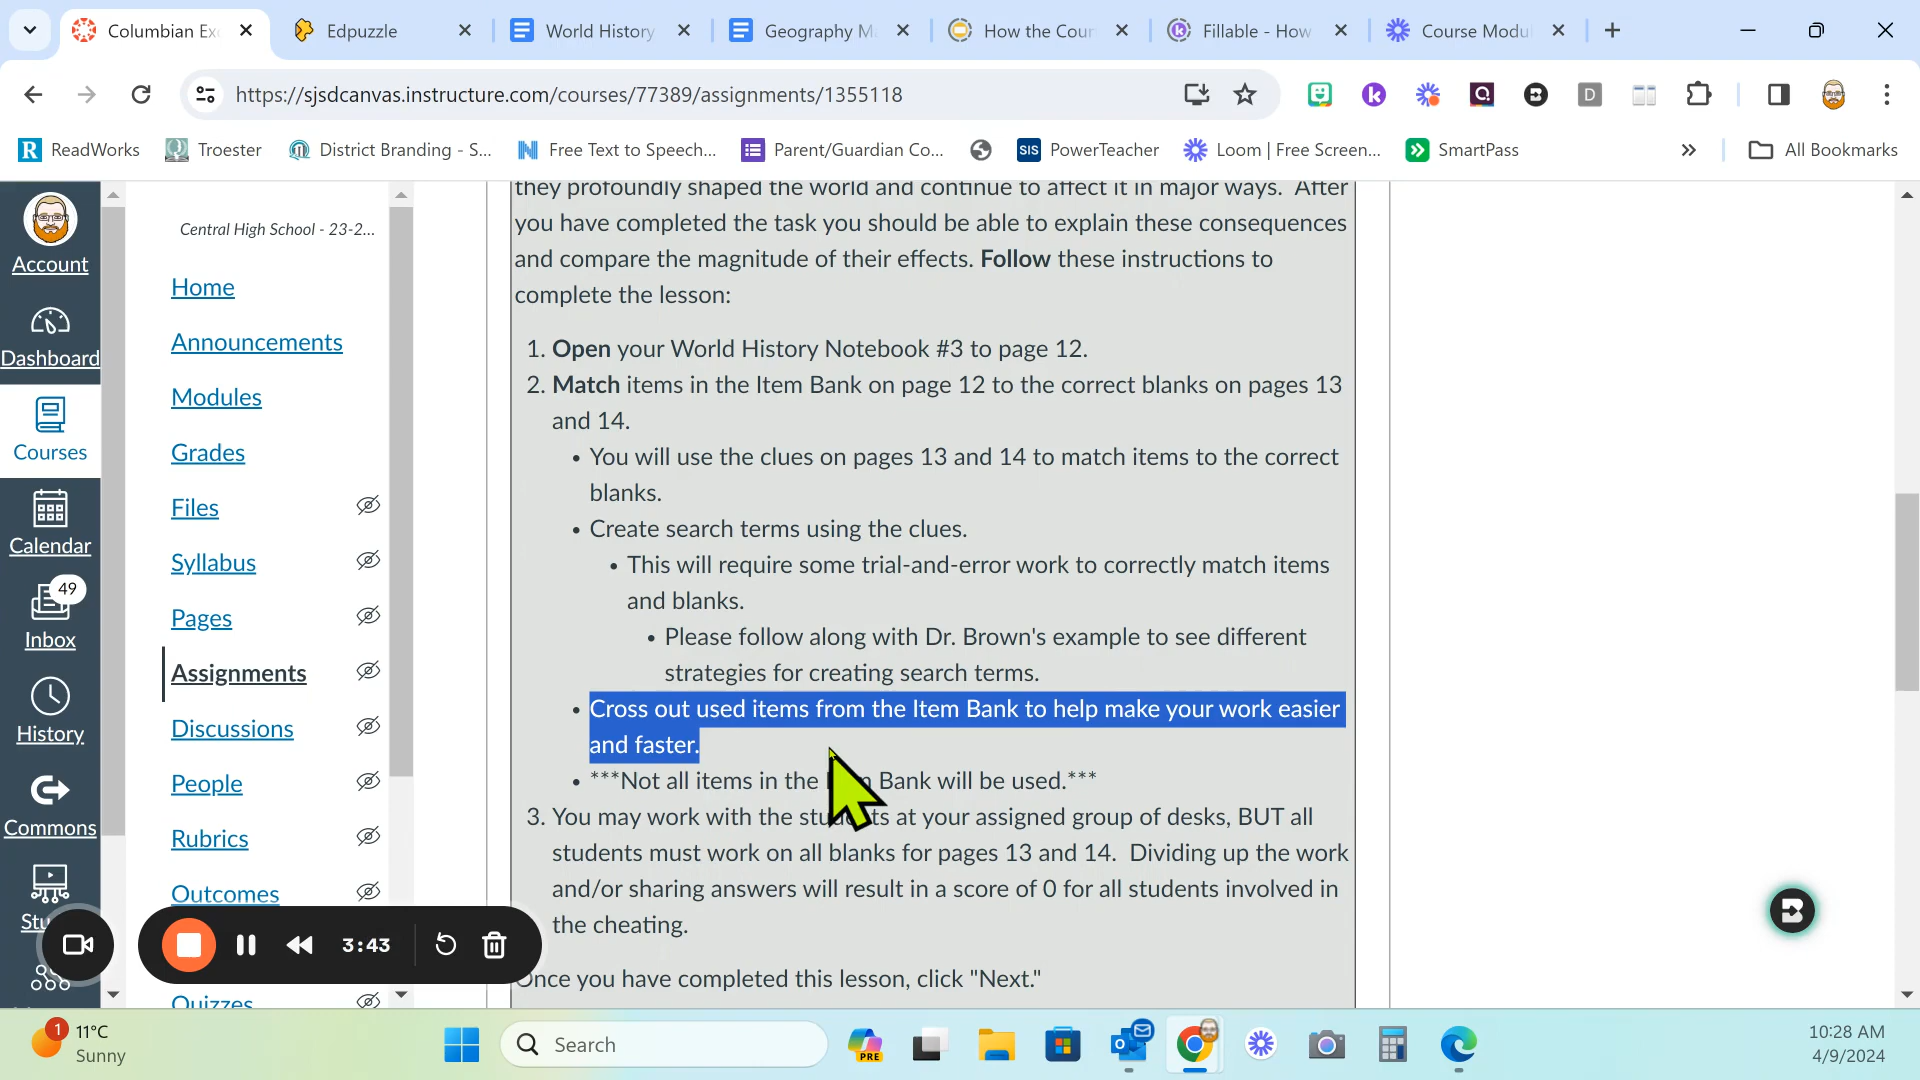 Columbian Ex
Edpuzzle
World History
Geography M
How the Cour
Fillable - How
Course Modu
https://sjsdcanvas.instructure.com/courses/77389/assignments/1355118
ReadWorks
Troester
District Branding - S...
Free Text to Speech...
Parent/Guardian Co...
SIS
PowerTeacher
Loom | Free Screen...
SmartPass
All Bookmarks
Account
Dashboard
Courses
Calendar
49
Inbox
History
Commons
Stu
Central High School - 23-2...
Home
Announcements
Modules
Grades
Files
Syllabus
Pages
Assignments
Discussions
People
Rubrics
Outcomes
Quizzes
they profoundly shaped the world and continue to affect it in major ways. After
you have completed the task you should be able to explain these consequences
and compare the magnitude of their effects. Follow these instructions to
complete the lesson:
1. Open your World History Notebook #3 to page 12.
2. Match items in the Item Bank on page 12 to the correct blanks on pages 13
and 14.
• You will use the clues on pages 13 and 14 to match items to the correct
blanks.
• Create search terms using the clues.
• This will require some trial-and-error work to correctly match items
and blanks.
• Please follow along with Dr. Brown's example to see different
strategies for creating search terms.
• Cross out used items from the Item Bank to help make your work easier
and faster.
• ***Not all items in the Item Bank will be used.***
3. You may work with the students at your assigned group of desks, BUT all
students must work on all blanks for pages 13 and 14. Dividing up the work
and/or sharing answers will result in a score of 0 for all students involved in
the cheating.
Once you have completed this lesson, click "Next."
3:43
1
11°C
Sunny
Search
PRE
10:28 AM
4/9/2024